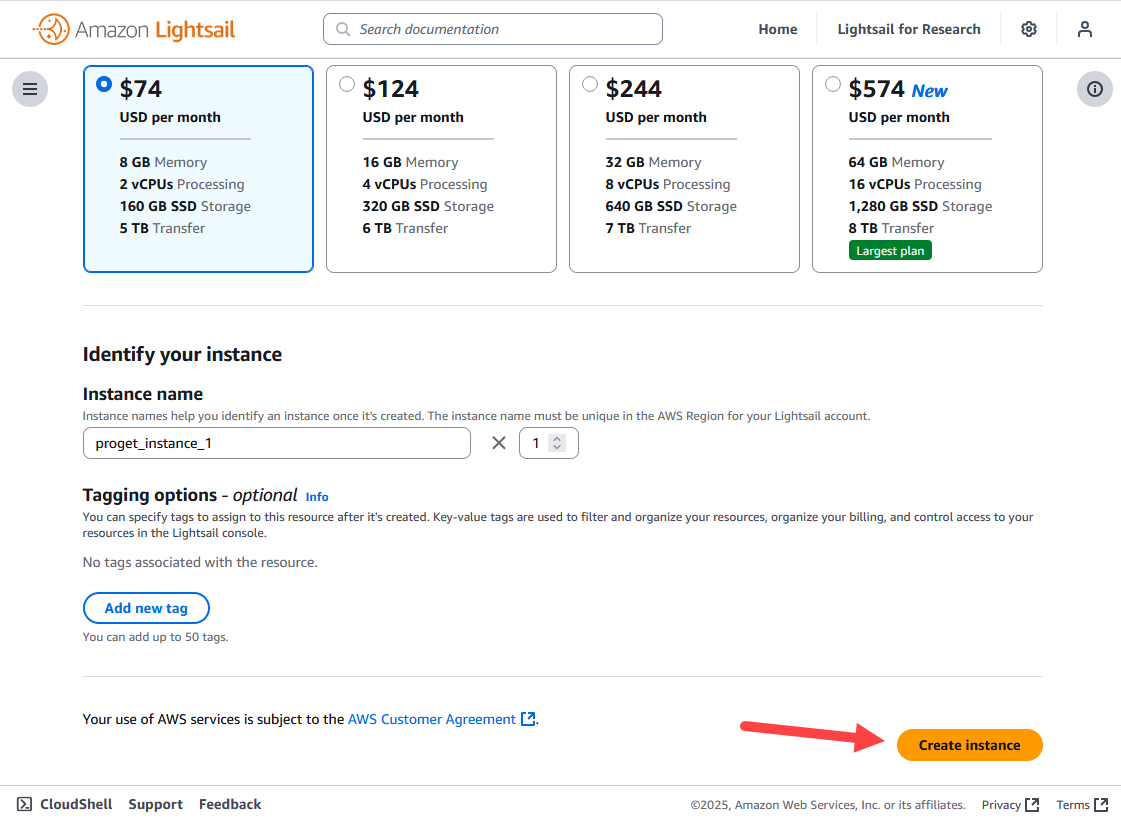 Amazon Lightsail
Search documentation
Home
Lightsail for Research
$74
USD per month
8 GB Memory
2 vCPUs Processing
160 GB SSD Storage
5 TB Transfer
$124
USD per month
16 GB Memory
4 vCPUs Processing
320 GB SSD Storage
6 TB Transfer
$244
USD per month
32 GB Memory
8 vCPUs Processing
640 GB SSD Storage
7 TB Transfer
$574 New
USD per month
64 GB Memory
16 vCPUs Processing
1,280 GB SSD Storage
8 TB Transfer
Largest plan
Identify your instance
Instance name
Instance names help you identify an instance once it's created. The instance name must be unique in the AWS Region for your Lightsail account.
proget_instance_1
1
Tagging options - optional Info
You can specify tags to assign to this resource after it's created. Key-value tags are used to filter and organize your resources, organize your billing, and control access to your
resources in the Lightsail console.
No tags associated with the resource.
Add new tag
You can add up to 50 tags.
Your use of AWS services is subject to the AWS Customer Agreement.
Create instance
CloudShell Support Feedback
©2025, Amazon Web Services, Inc. or its affiliates. Privacy Terms